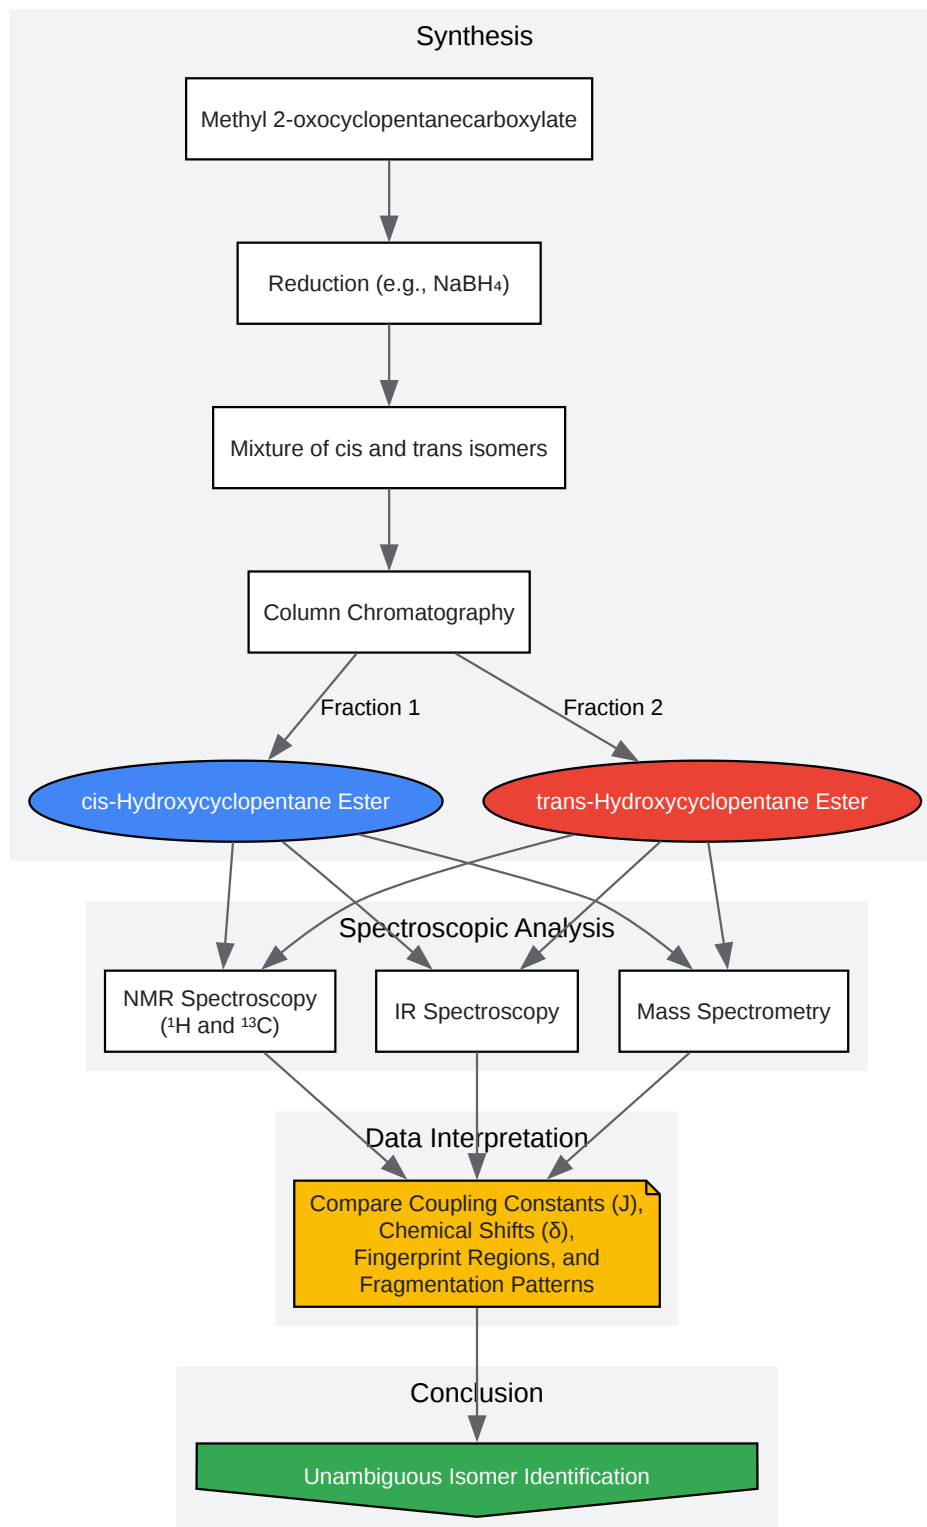 Synthesis
Methyl 2-oxocyclopentanecarboxylate
Reduction (e.g., NaBH₄)
Mixture of cis and trans isomers
Column Chromatography
Fraction 1
Fraction 2
cis-Hydroxycyclopentane Ester
trans-Hydroxycyclopentane Ester
Spectroscopic Analysis
NMR Spectroscopy
(¹H and ¹³C)
IR Spectroscopy
Mass Spectrometry
Data Interpretation
Compare Coupling Constants (J),
Chemical Shifts (δ),
Fingerprint Regions, and
Fragmentation Patterns
Conclusion
Unambiguous Isomer Identification